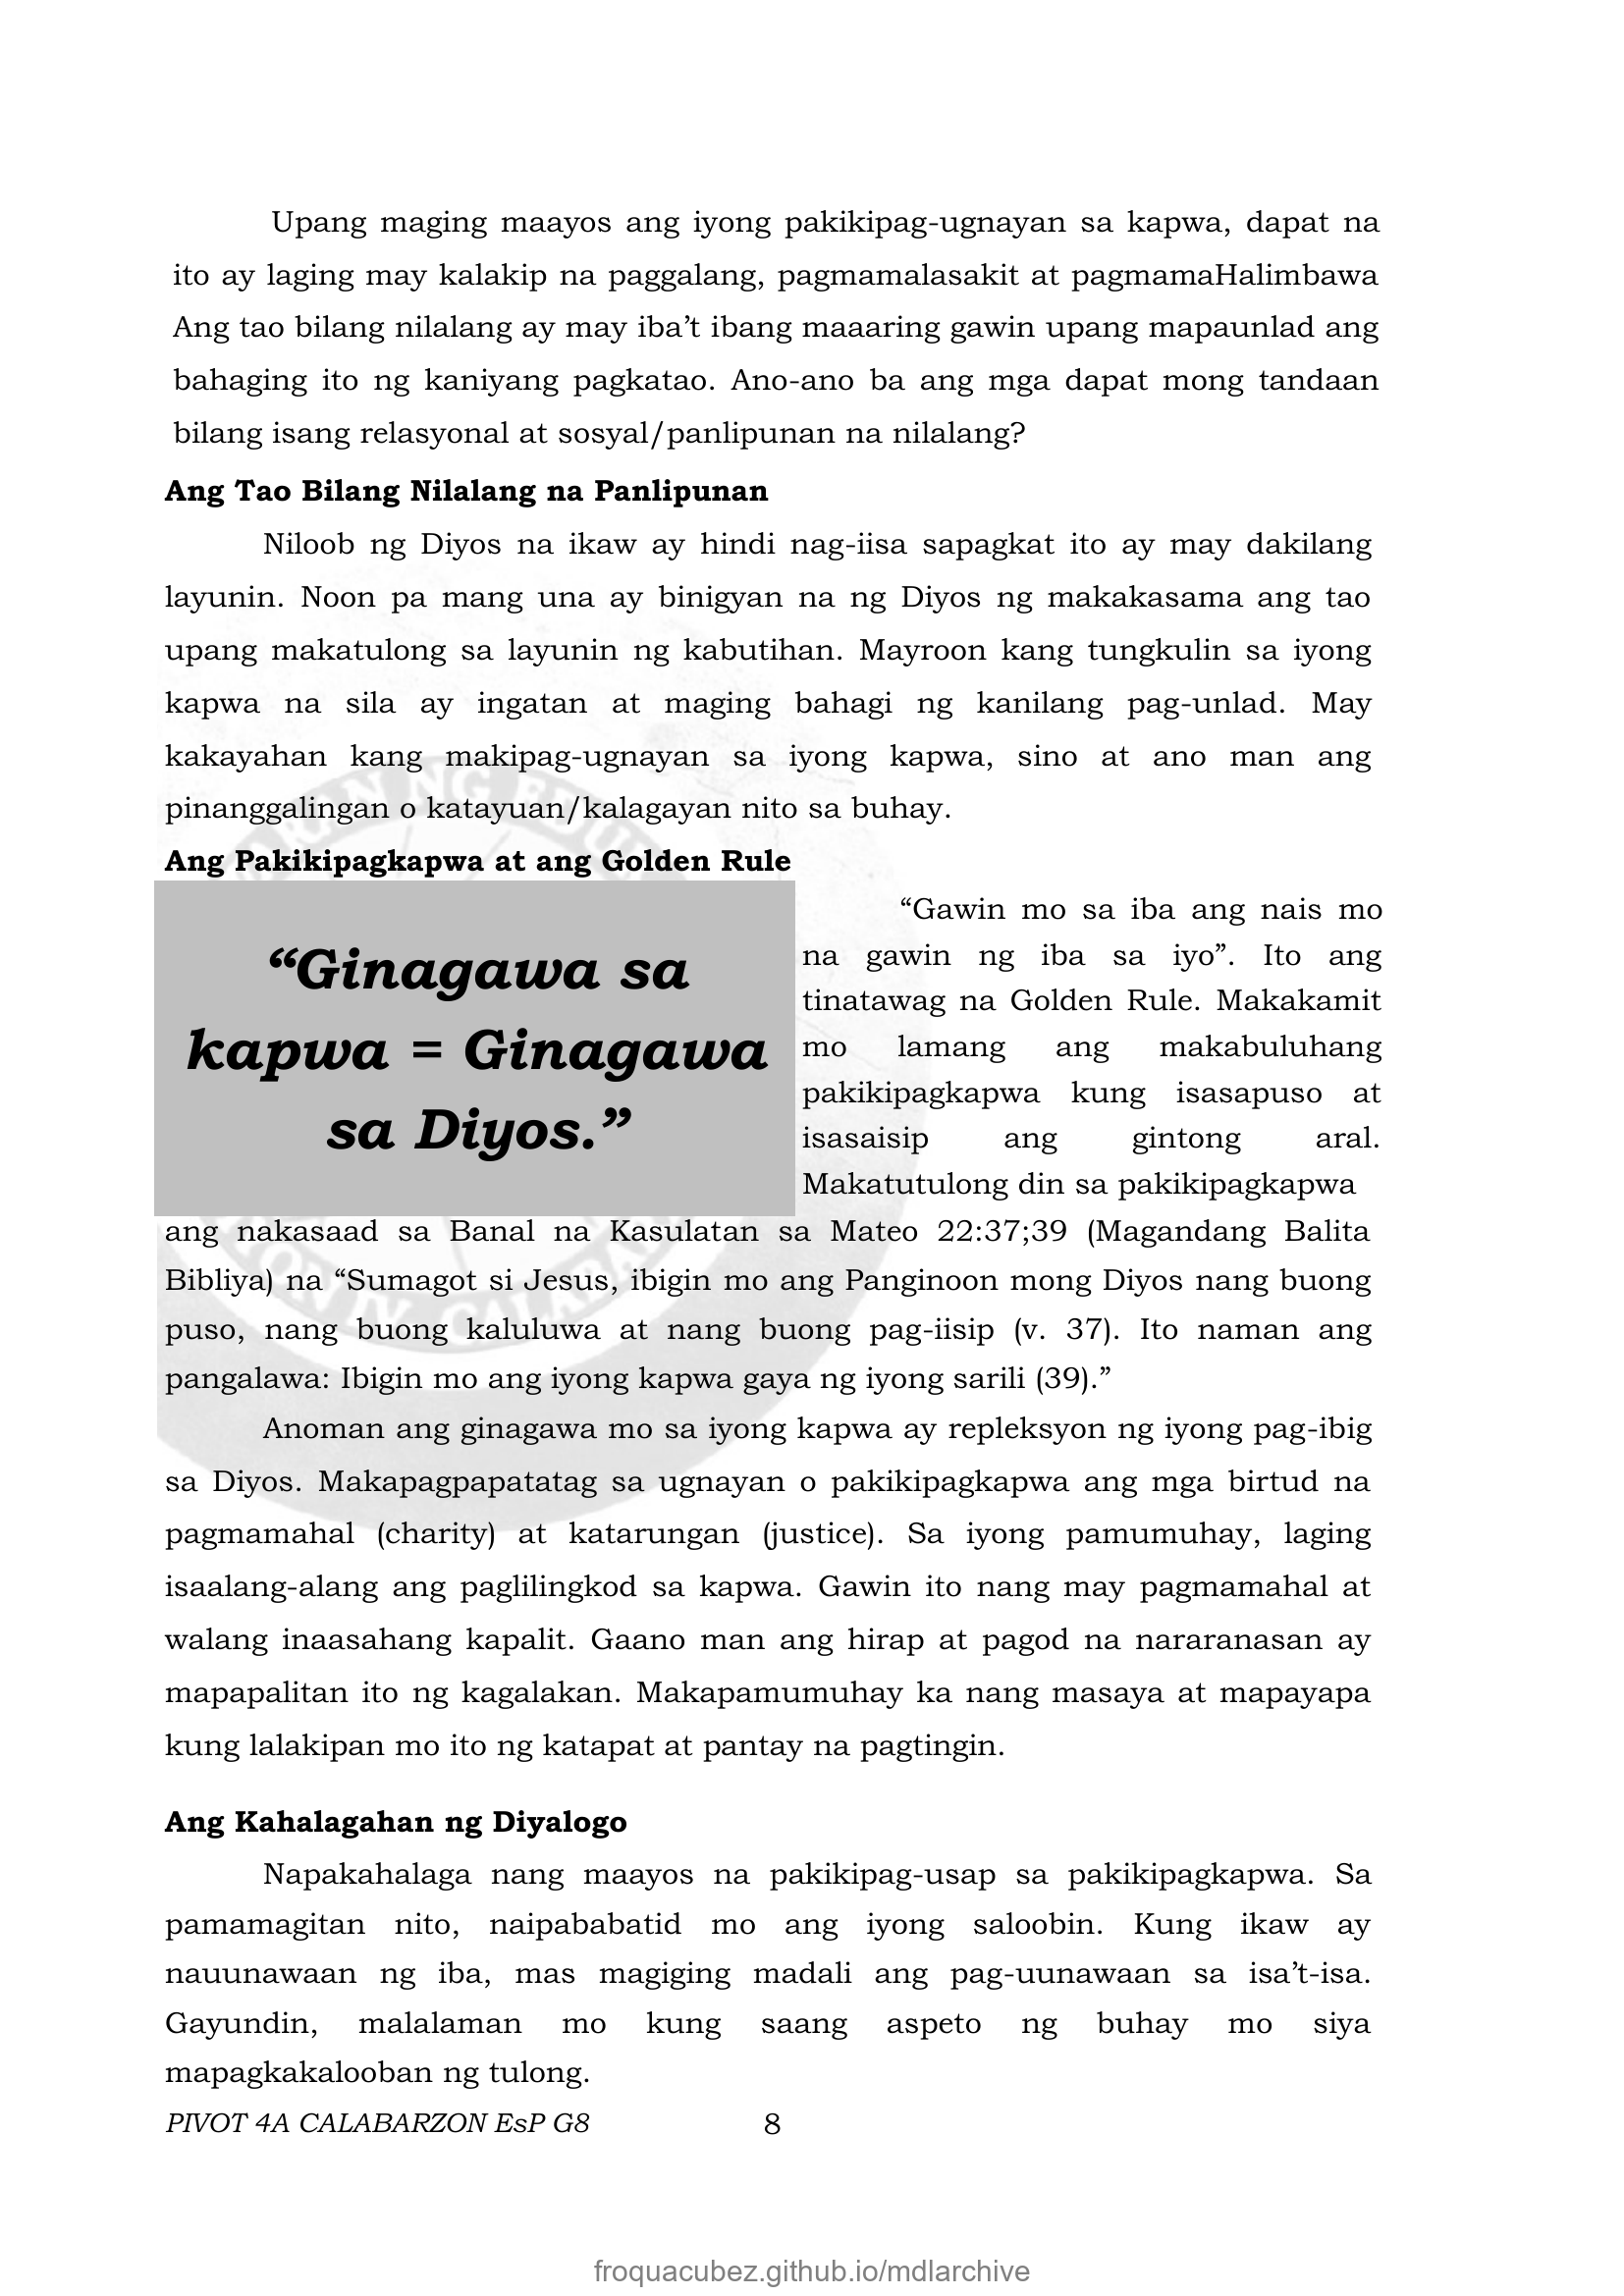 Upang maging maayos ang iyong pakikipag-ugnayan sa kapwa, dapat na
ito ay laging may kalakip na paggalang, pagmamalasakit at pagmamaHalimbawa
Ang tao bilang nilalang ay may iba’t ibang maaaring gawin upang mapaunlad ang
bahaging ito ng kaniyang pagkatao. Ano-ano ba ang mga dapat mong tandaan
bilang isang relasyonal at sosyal/panlipunan na nilalang?
Ang Tao Bilang Nilalang na Panlipunan
Niloob ng Diyos na ikaw ay hindi nag-iisa sapagkat ito ay may dakilang
layunin. Noon pa mang una ay binigyan na ng Diyos ng makakasama ang tao
upang makatulong sa layunin ng kabutihan. Mayroon kang tungkulin sa iyong
kapwa na sila ay ingatan at maging bahagi ng kanilang pag-unlad. May
kakayahan kang makipag-ugnayan sa iyong kapwa, sino at ano man ang
pinanggalingan o katayuan/kalagayan nito sa buhay.
Ang Pakikipagkapwa at ang Golden Rule
“Ginagawa sa
kapwa = Ginagawa
sa Diyos.”
“Gawin mo sa iba ang nais mo
na gawin ng iba sa iyo”. Ito ang
tinatawag na Golden Rule. Makakamit
mo lamang ang makabuluhang
pakikipagkapwa kung isasapuso at
isasaisip ang gintong aral.
Makatutulong din sa pakikipagkapwa
ang nakasaad sa Banal na Kasulatan sa Mateo 22:37;39 (Magandang Balita
Bibliya) na “Sumagot si Jesus, ibigin mo ang Panginoon mong Diyos nang buong
puso, nang buong kaluluwa at nang buong pag-iisip (v. 37). Ito naman ang
pangalawa: Ibigin mo ang iyong kapwa gaya ng iyong sarili (39).”
Anoman ang ginagawa mo sa iyong kapwa ay repleksyon ng iyong pag-ibig
sa Diyos. Makapagpapatatag sa ugnayan o pakikipagkapwa ang mga birtud na
pagmamahal (charity) at katarungan (justice). Sa iyong pamumuhay, laging
isaalang-alang ang paglilingkod sa kapwa. Gawin ito nang may pagmamahal at
walang inaasahang kapalit. Gaano man ang hirap at pagod na nararanasan ay
mapapalitan ito ng kagalakan. Makapamumuhay ka nang masaya at mapayapa
kung lalakipan mo ito ng katapat at pantay na pagtingin.
Ang Kahalagahan ng Diyalogo
Napakahalaga nang maayos na pakikipag-usap sa pakikipagkapwa. Sa
pamamagitan nito, naipababatid mo ang iyong saloobin. Kung ikaw ay
nauunawaan ng iba, mas magiging madali ang pag-uunawaan sa isa’t-isa.
Gayundin, malalaman mo kung saang aspeto ng buhay mo siya
mapagkakalooban ng tulong.
PIVOT 4A CALABARZON EsP G8 8
froquacubez.github.io/mdlarchive